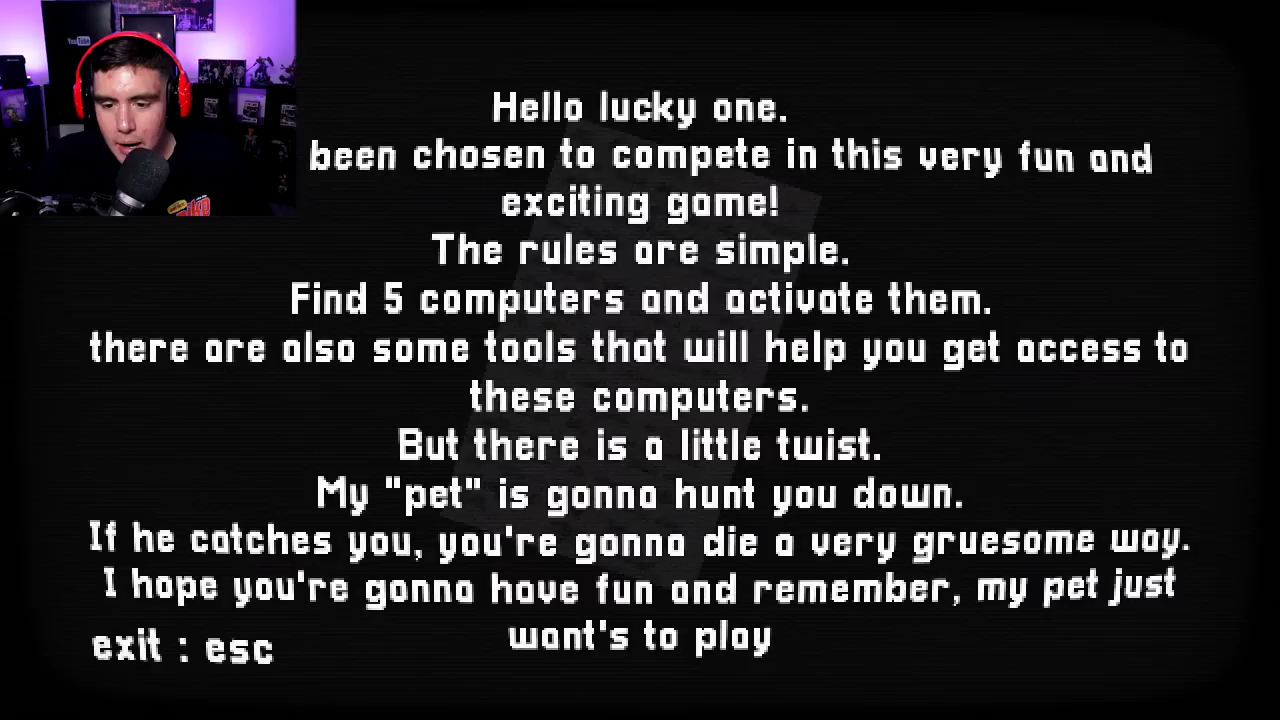 YouTube
Hello lucky one.
been chosen to compete in this very fun and
exciting game!
The rules are simple.
Find 5 computers and activate them.
there are also some tools that will help you get access to
these computers.
But there is a little twist.
My "pet" is gonna hunt you down.
If he catches you, you're gonna die a very gruesome way.
I hope you're gonna have fun and remember, my pet just
want's to play
exit : esc